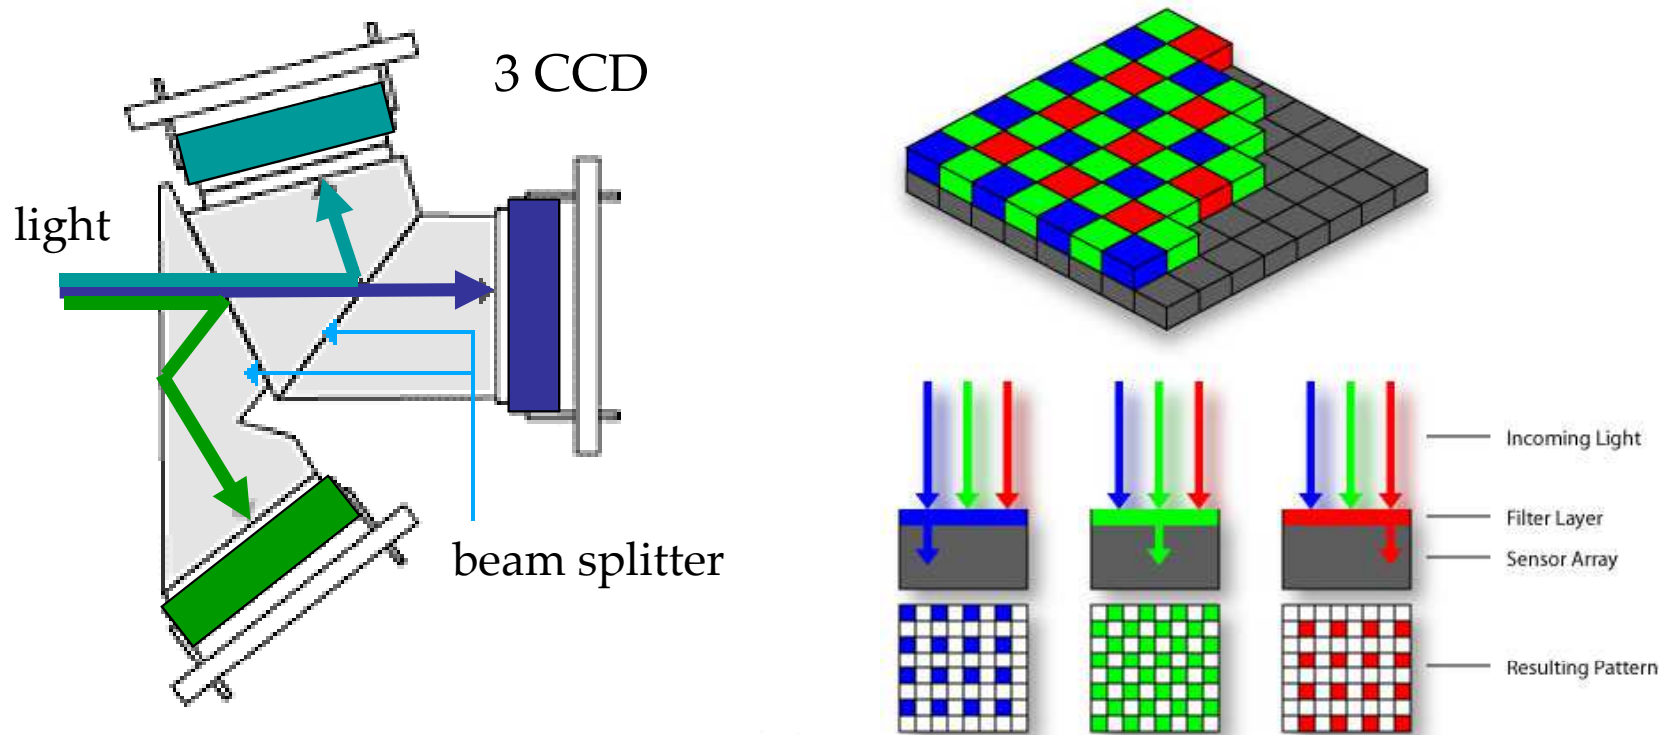 3 CCD
light
beam splitter
Incoming Light
Filter Layer
Sensor Array
Resulting Pattern